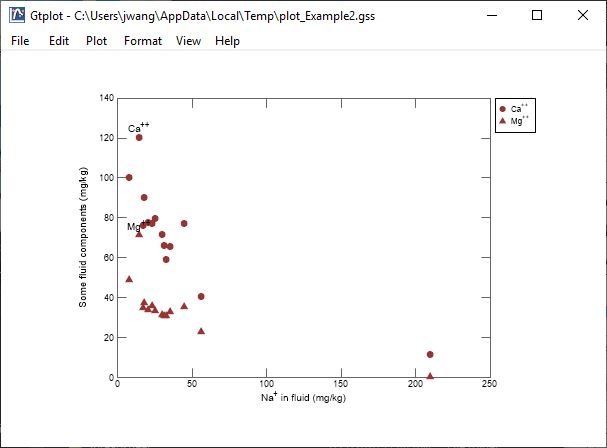 Gtplot - C:\Users\jwang\AppData\Local\Temp\plot_Example2.gss
File Edit Plot Format View Help
140
120
100
80
60
40
20
0
Some fluid components (mg/kg)
Ca++
Mg++
Ca++
Mg++
0 50 100 150 200 250
Na+ in fluid (mg/kg)